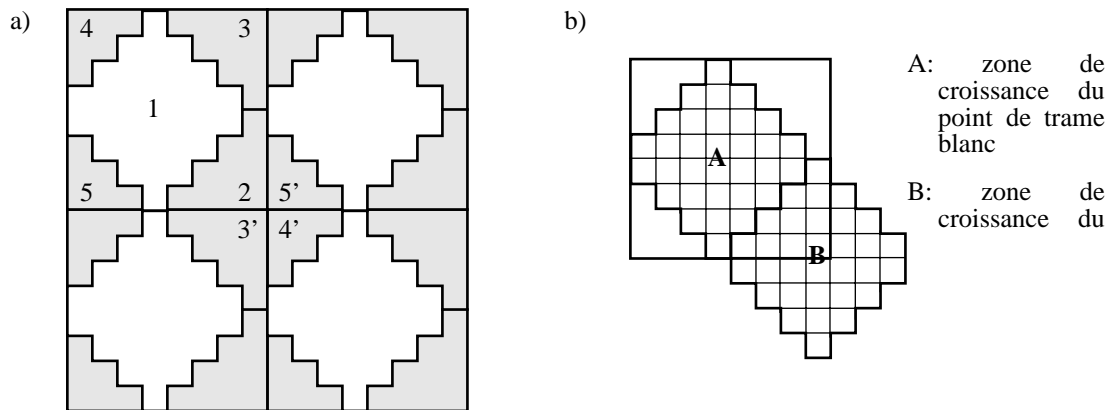 a)
4
3
1
5
2
5’
3’
4’
b)
A
B
A: zone de
croissance du
point de trame
blanc
B: zone de
croissance du